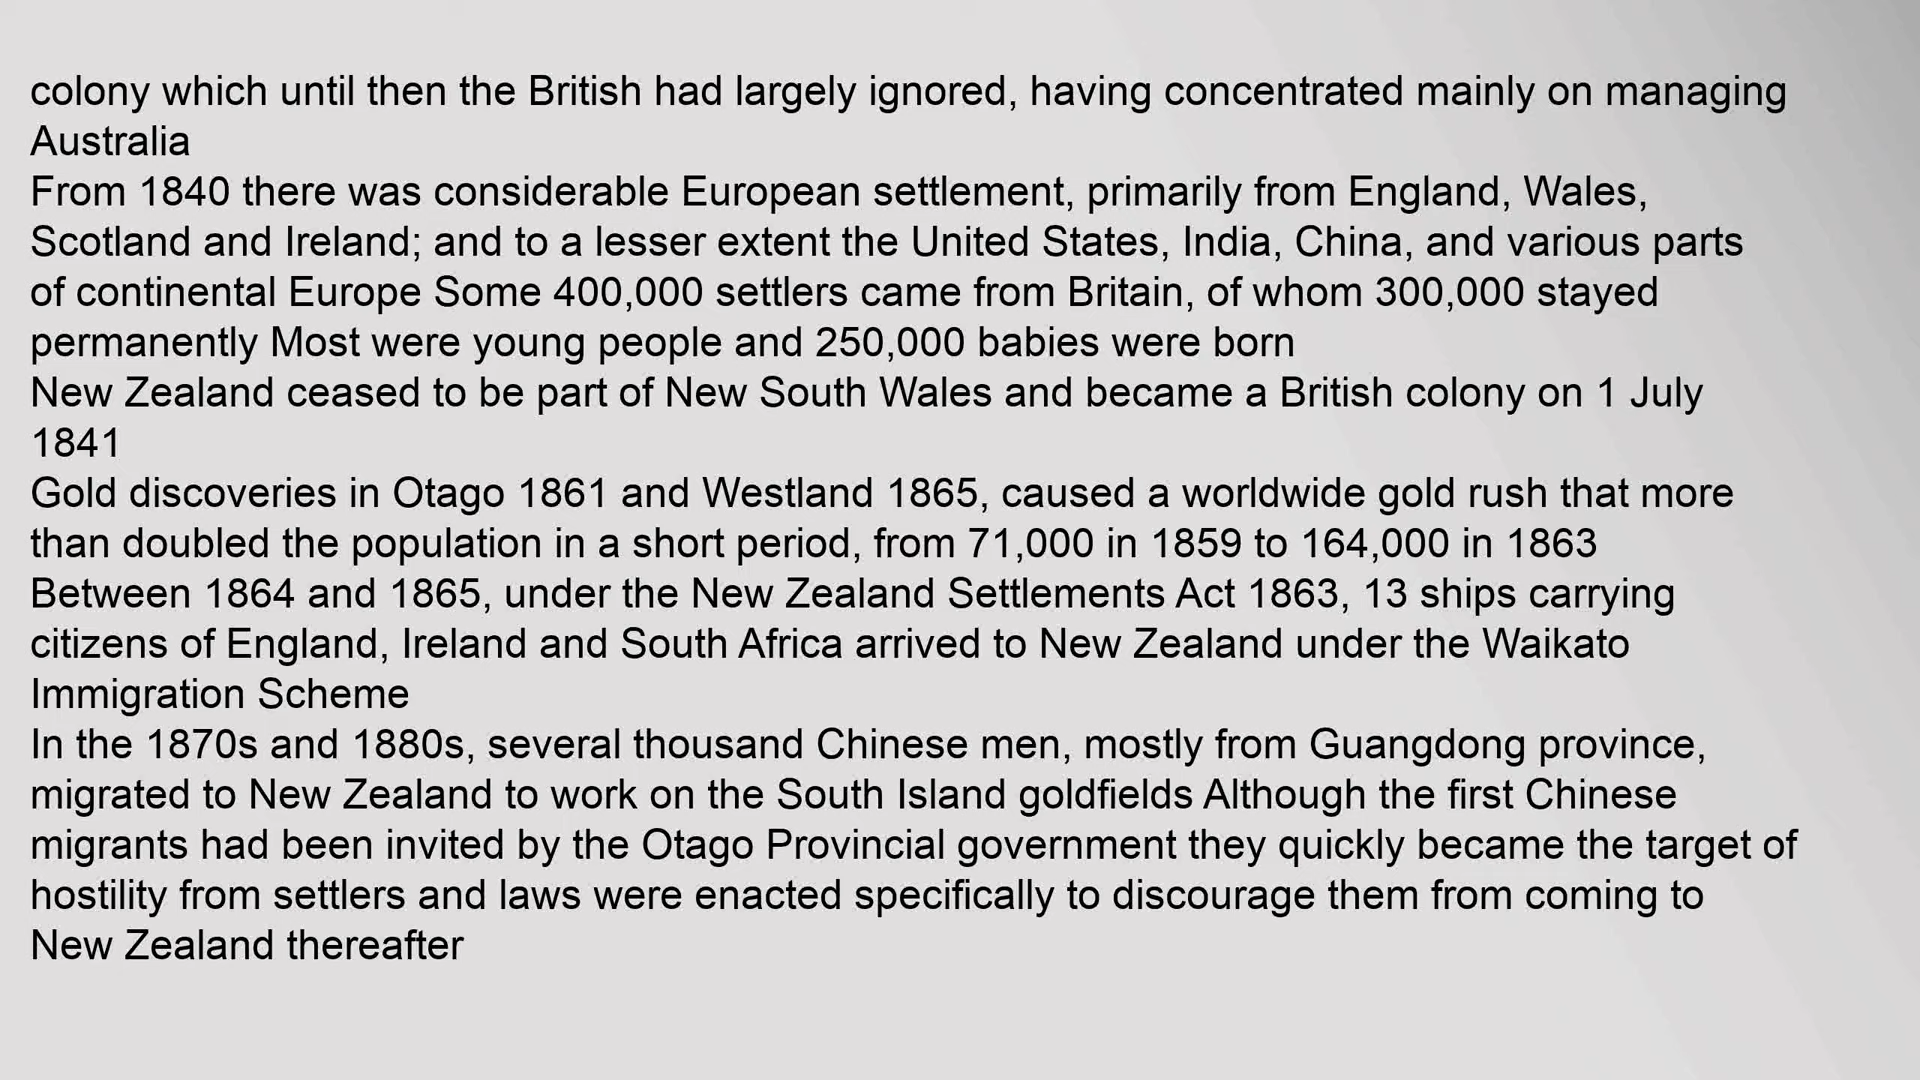 colony which until then the British had largely ignored, having concentrated mainly on managing
Australia
From 1840 there was considerable European settlement, primarily from England, Wales,
Scotland and Ireland; and to a lesser extent the United States, India, China, and various parts
of continental Europe Some 400,000 settlers came from Britain, of whom 300,000 stayed
permanently Most were young people and 250,000 babies were born
New Zealand ceased to be part of New South Wales and became a British colony on 1 July
1841
Gold discoveries in Otago 1861 and Westland 1865, caused a worldwide gold rush that more
than doubled the population in a short period, from 71,000 in 1859 to 164,000 in 1863
Between 1864 and 1865, under the New Zealand Settlements Act 1863, 13 ships carrying
citizens of England, Ireland and South Africa arrived to New Zealand under the Waikato
Immigration Scheme
In the 1870s and 1880s, several thousand Chinese men, mostly from Guangdong province,
migrated to New Zealand to work on the South Island goldfields Although the first Chinese
migrants had been invited by the Otago Provincial government they quickly became the target of
hostility from settlers and laws were enacted specifically to discourage them from coming to
New Zealand thereafter